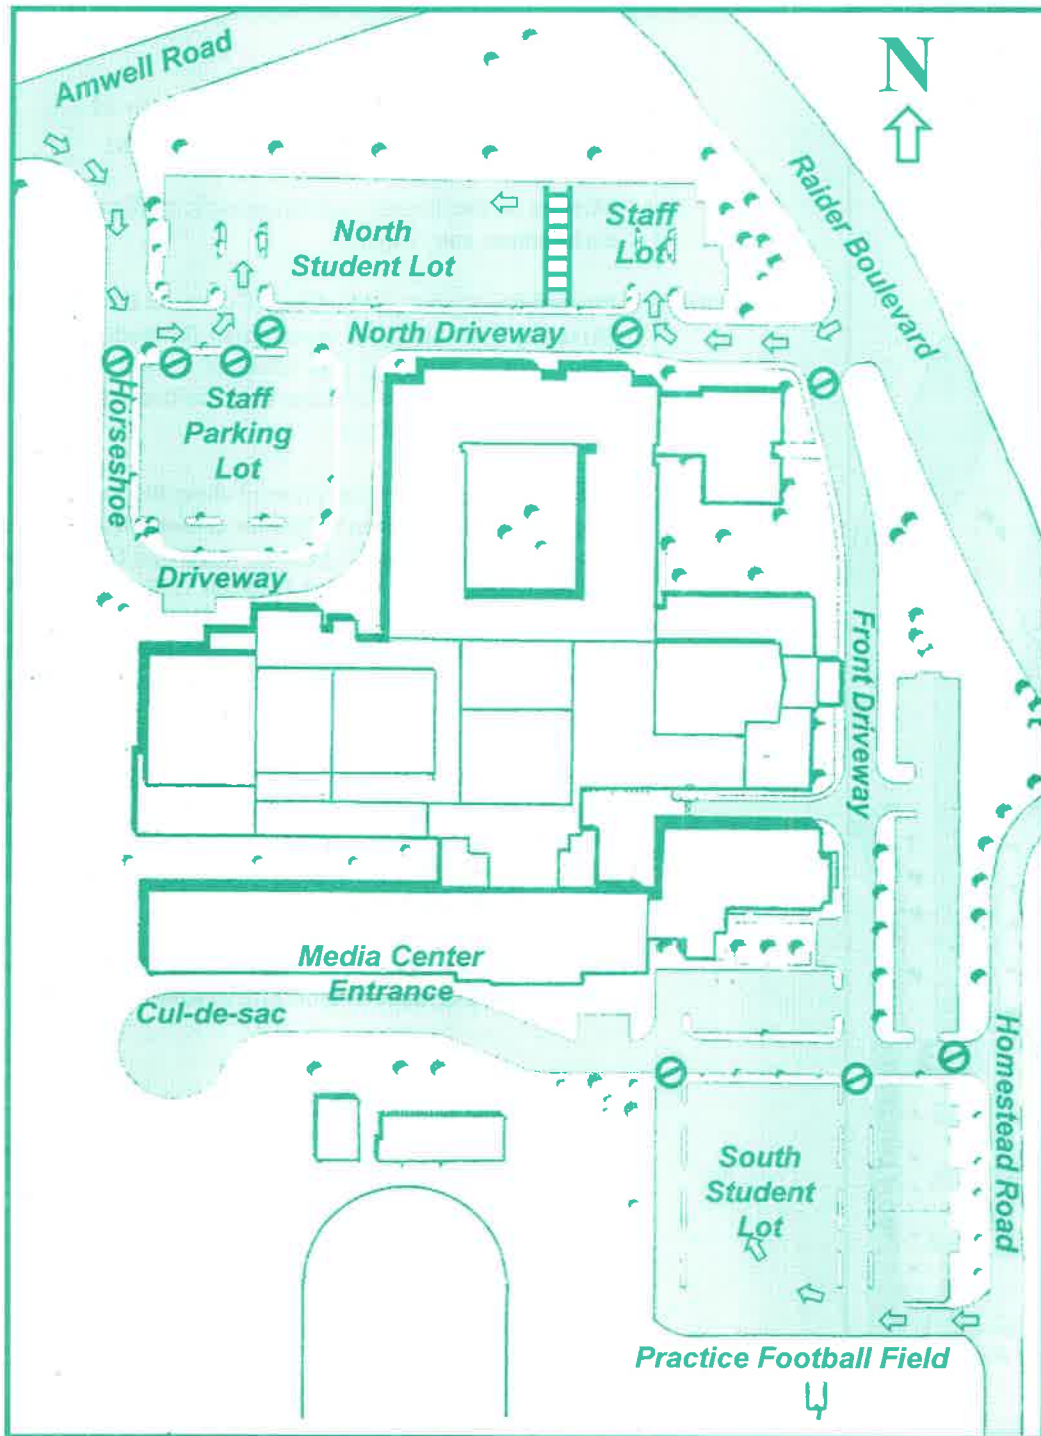 Amwell Road
N
Raider Boulevard
North
Student Lot
Staff
Lot
North Driveway
Horseshoe
Staff
Parking
Lot
Driveway
Front Driveway
Media Center
Entrance
Cul-de-sac
Homestead Road
South
Student
Lot
Practice Football Field